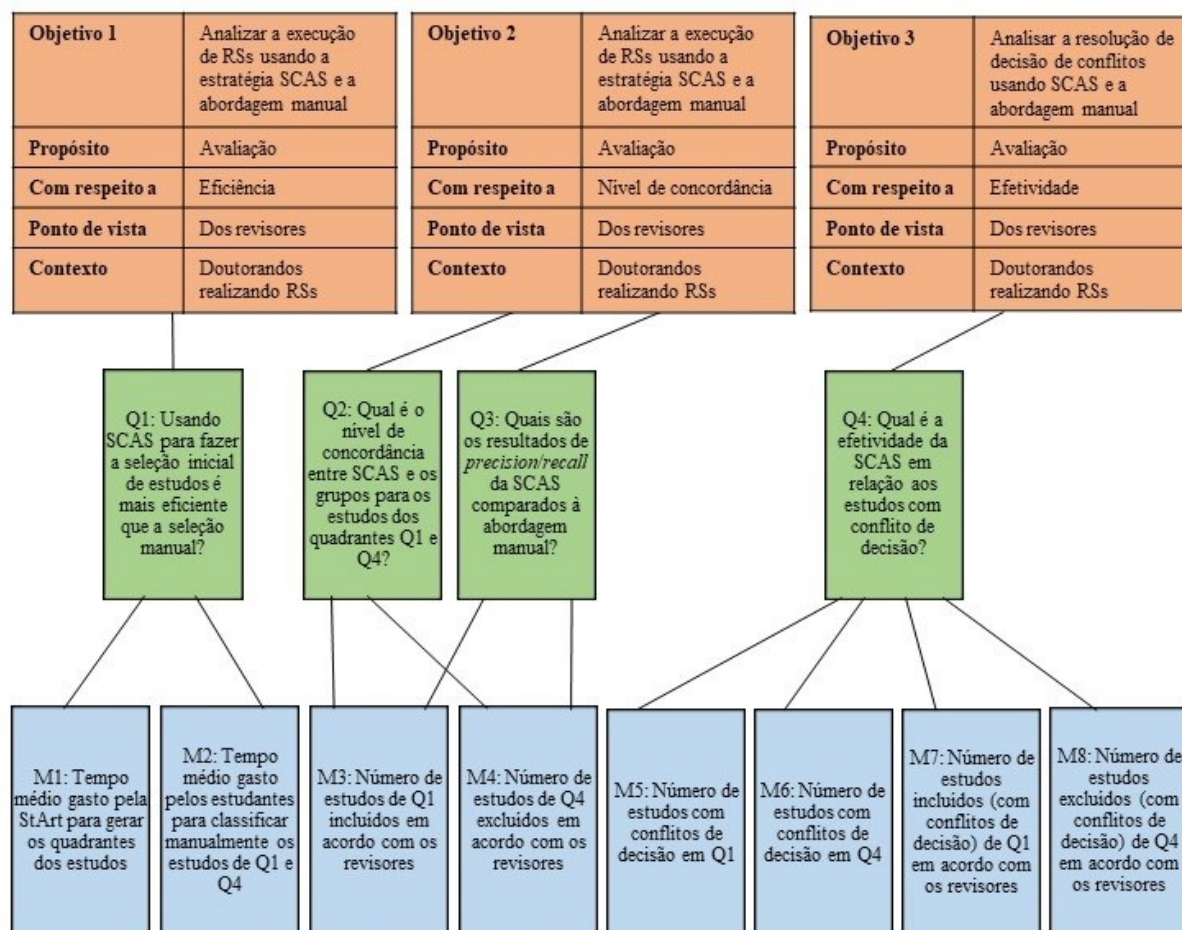 Objetivo 1
Analizar a execução
de RSs usando a
estratégia SCAS e a
abordagem manual
Propósito
Avaliação
Com respeito a
Eficiência
Ponto de vista
Dos revisores
Contexto
Doutorandos
realizando RSs
Objetivo 2
Analizar a execução
de RSs usando a
estratégia SCAS e a
abordagem manual
Propósito
Avaliação
Com respeito a
Nivel de concordância
Ponto de vista
Dos revisores
Contexto
Doutorandos
realizando RSs
Objetivo 3
Analisar a resolução de
decisão de conflitos
usando SCAS e a
abordagem manual
Propósito
Avaliação
Com respeito a
Efetividade
Ponto de vista
Dos revisores
Contexto
Doutorandos
realizando RSs
Q1: Usando
SCAS para fazer
a seleção inicial
de estudos é
mais eficiente
que a seleção
manual?
Q2: Qual é o
nivel de
concordância
entre SCAS e os
grupos para os
estudos dos
quadrantes Q1 e
Q4?
Q3: Quais são
os resultados de
precision/recall
da SCAS
comparados à
abordagem
manual?
Q4: Qual é a
efetividade da
SCAS em
relação aos
estudos com
conflito de
decisão?
M1: Tempo
médio gasto pela
StArt para gerar
os quadrantes
dos estudos
M2: Tempo
médio gasto
pelos estudantes
para classificar
manualmente os
estudos de Q1 e
Q4
M3: Número de
estudos de Q1
incluidos em
acordo com os
revisores
M4: Número de
estudos de Q4
excluidos em
acordo com os
revisores
M5: Número de
estudos com
conflitos de
decisão em Q1
M6: Número de
estudos com
conflitos de
decisão em Q4
M7: Número de
estudos
incluidos (com
conflitos de
decisão) de Q1
em acordo com
os revisores
M8: Número de
estudos
excluidos (com
conflitos de
decisão) de Q4
em acordo com
os revisores